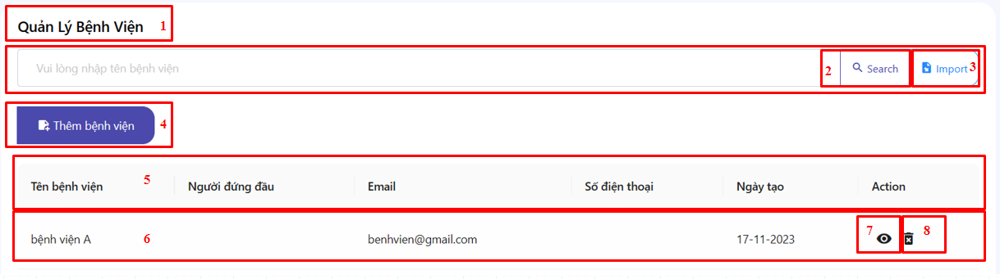 Quản Lý Bệnh Viện 1
Vui lòng nhập tên bệnh viện 2 Search Import 3
Thêm bệnh viện 4
Tên bệnh viện 5 Người đứng đầu Email Số điện thoại Ngày tạo Action
bệnh viện A 6 benhvien@gmail.com 17-11-2023 7 8